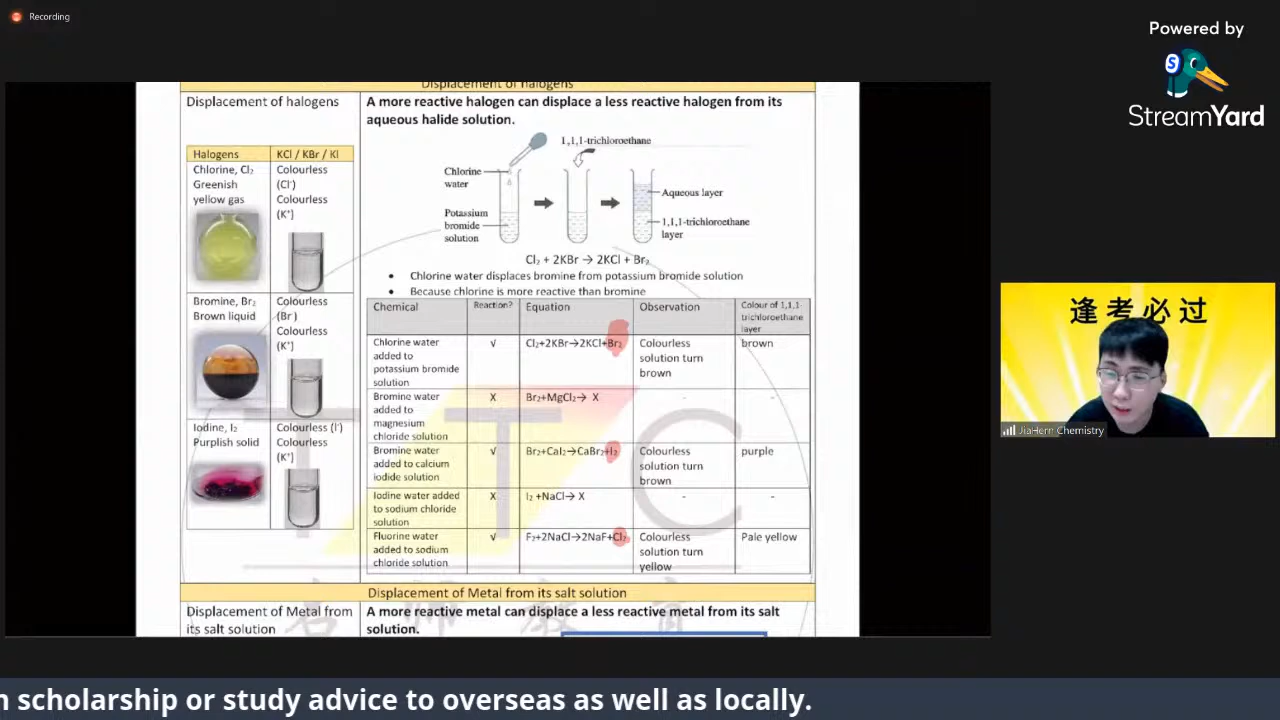 Recording
Powered by
StreamYard
Displacement of halogens
Displacement of halogens
A more reactive halogen can displace a less reactive halogen from its
aqueous halide solution.
Halogens
KCl / KBr / KI
Chlorine, Cl₂
Greenish
yellow gas
Colourless
(Cl⁻)
Colourless
(K⁺)
Bromine, Br₂
Brown liquid
Colourless
(Br⁻)
Colourless
(K⁺)
Iodine, I₂
Purplish solid
Colourless (I⁻)
Colourless
(K⁺)
1,1,1-trichloroethane
Chlorine
water
Potassium
bromide
solution
Aqueous layer
1,1,1-trichloroethane
layer
Cl₂ + 2KBr → 2KCl + Br₂
• Chlorine water displaces bromine from potassium bromide solution
• Because chlorine is more reactive than bromine
Chemical
Reaction?
Equation
Observation
Colour of 1,1,1-
trichloroethane
layer
Chlorine water
added to
potassium bromide
solution
√
Cl₂+2KBr→2KCl+Br₂
Colourless
solution turn
brown
brown
Bromine water
added to
magnesium
chloride solution
X
Br₂+MgCl₂→ X
-
-
Bromine water
added to calcium
iodide solution
√
Br₂+CaI₂→CaBr₂+I₂
Colourless
solution turn
brown
purple
Iodine water added
to sodium chloride
solution
X
I₂ +NaCl→ X
-
-
Fluorine water
added to sodium
chloride solution
√
F₂+2NaCl→2NaF+Cl₂
Colourless
solution turn
yellow
Pale yellow
TTC
名师教育
Displacement of Metal from its salt solution
Displacement of Metal from
its salt solution
A more reactive metal can displace a less reactive metal from its salt
solution.
逢考必过
JiaHern Chemistry
scholarship or study advice to overseas as well as locally.